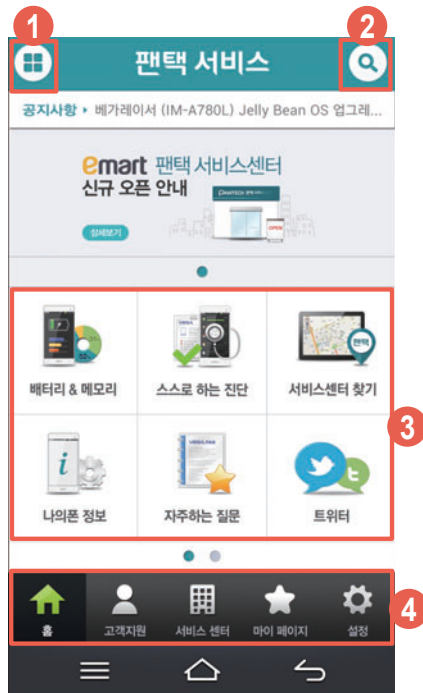 1
2
팬택 서비스
공지사항 ▸ 베가레이서 (IM-A780L) Jelly Bean OS 업그레...
emart 팬택 서비스센터
신규 오픈 안내
PANTECH
OPEN
상세보기
배터리 & 메모리 스스로 하는 진단 서비스센터 찾기
팬택
3
나의폰 정보 자주하는 질문 트위터
홈 고객지원 서비스 센터 마이 페이지 설정
4